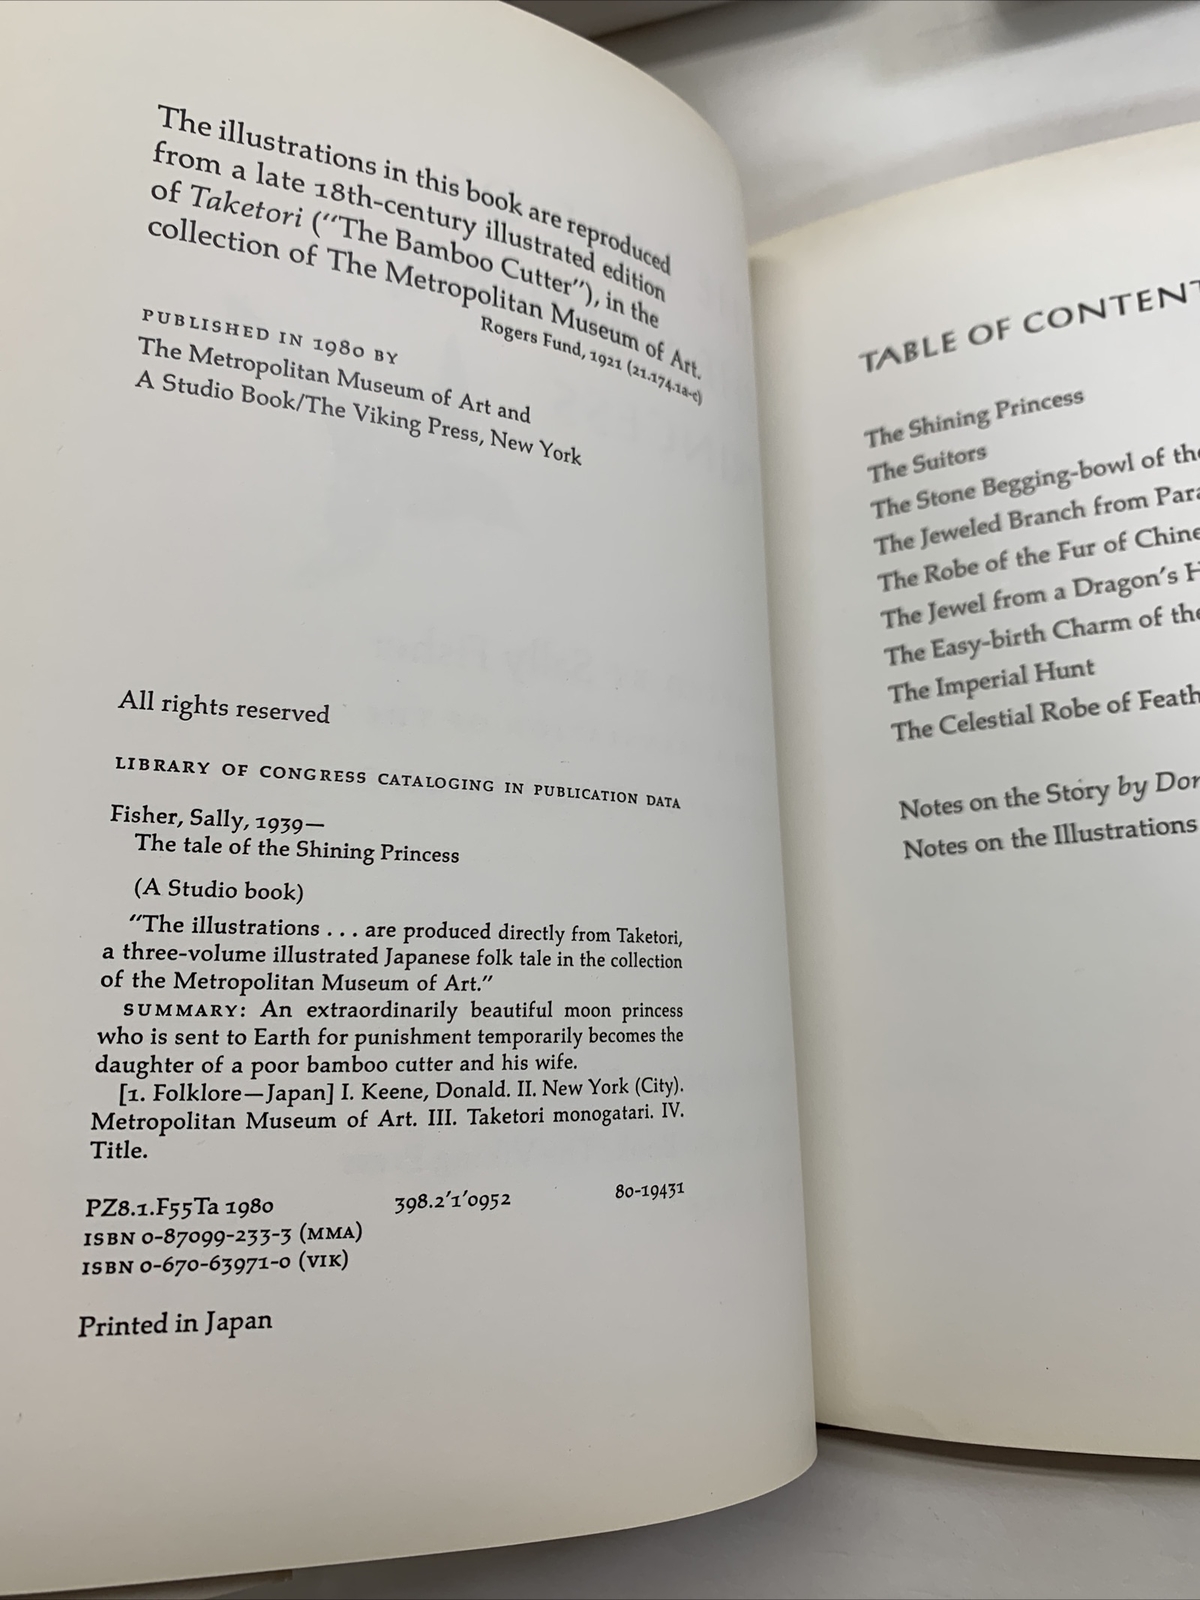 The illustrations in this book are reproduced
from a late 18th-century illustrated edition
of Taketori (“The Bamboo Cutter”), in the
collection of The Metropolitan Museum of Art.
Rogers Fund, 1921 (21.174.1a-c)
PUBLISHED IN 1980 BY
The Metropolitan Museum of Art and
A Studio Book/The Viking Press, New York
All rights reserved
LIBRARY OF CONGRESS CATALOGING IN PUBLICATION DATA
Fisher, Sally, 1939—
The tale of the Shining Princess
(A Studio book)
“The illustrations . . . are produced directly from Taketori,
a three-volume illustrated Japanese folk tale in the collection
of the Metropolitan Museum of Art.”
SUMMARY: An extraordinarily beautiful moon princess
who is sent to Earth for punishment temporarily becomes the
daughter of a poor bamboo cutter and his wife.
[1. Folklore—Japan] I. Keene, Donald. II. New York (City).
Metropolitan Museum of Art. III. Taketori monogatari. IV.
Title.
PZ8.1.F55Ta 1980 398.2′1′0952 80-19431
ISBN 0-87099-233-3 (MMA)
ISBN 0-670-63971-0 (VIK)
Printed in Japan
TABLE OF CONTENT
The Shining Princess
The Suitors
The Stone Begging-bowl of the
The Jeweled Branch from Para
The Robe of the Fur of Chine
The Jewel from a Dragon’s H
The Easy-birth Charm of the
The Imperial Hunt
The Celestial Robe of Feath
Notes on the Story by Don
Notes on the Illustrations